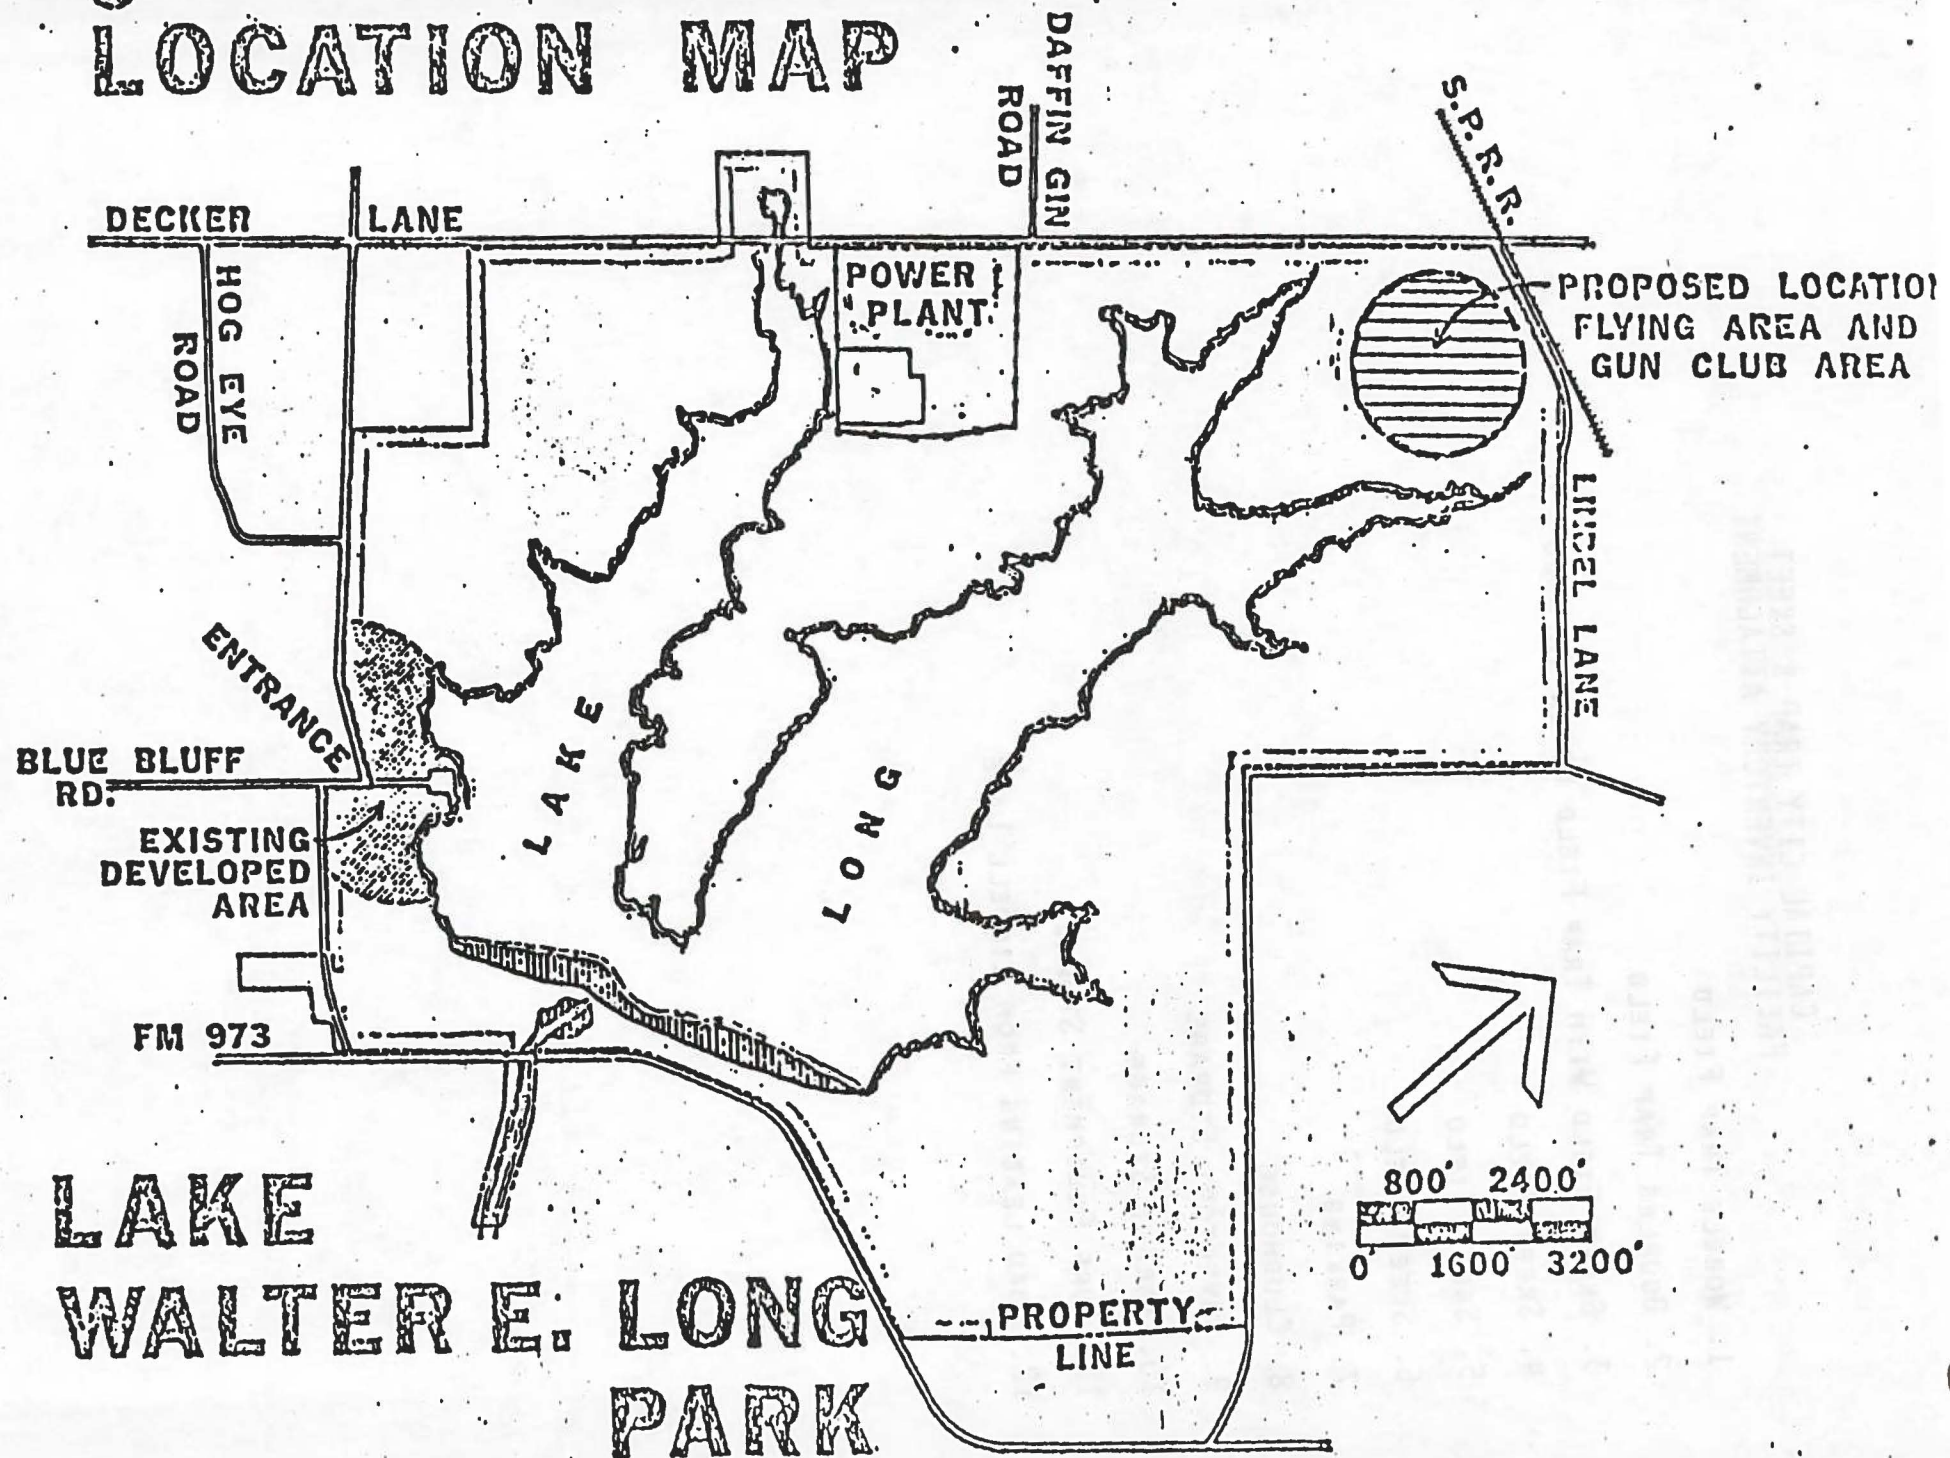 LOCATION MAP
DAFFIN GIN
ROAD
S.P.R.R.
DECKER LANE
HOG EYE
ROAD
POWER
PLANT
PROPOSED LOCATION
FLYING AREA AND
GUN CLUB AREA
LANE
ENTRANCE
BLUE BLUFF
RD.
EXISTING
DEVELOPED
AREA
LAKE
LONG
FM 973
800' 2400'
0' 1600' 3200'
PROPERTY
LINE
LAKE
WALTER E. LONG
PARK